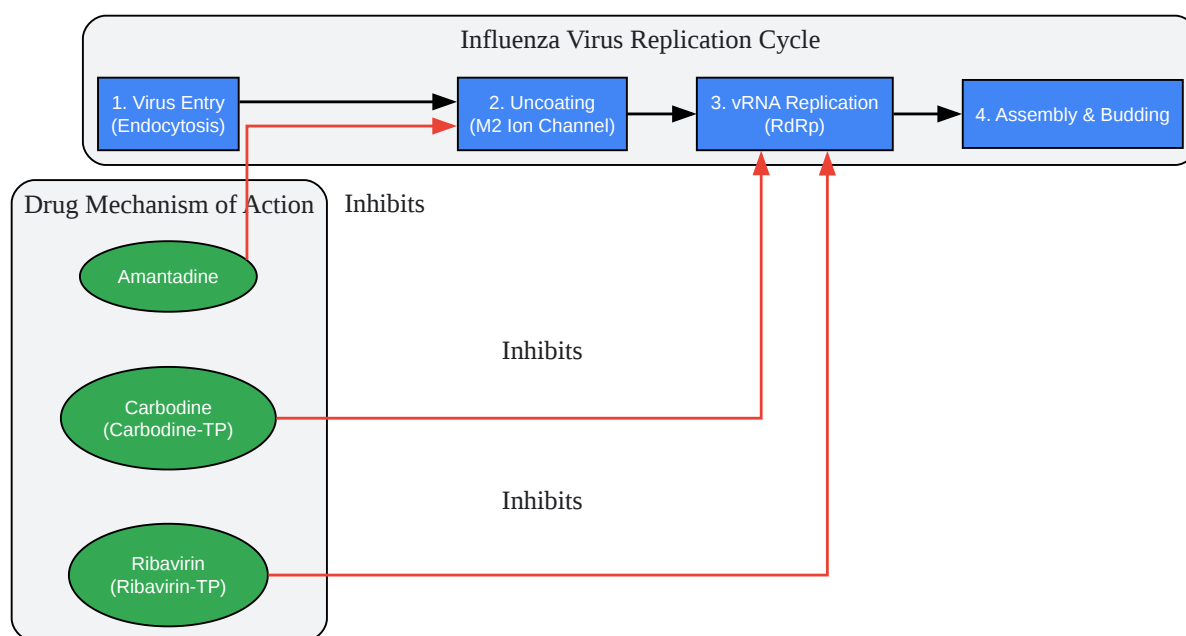 Influenza Virus Replication Cycle
1. Virus Entry
(Endocytosis)
2. Uncoating
(M2 Ion Channel)
3. vRNA Replication
(RdRp)
4. Assembly & Budding
Drug Mechanism of Action
Inhibits
Amantadine
Inhibits
Carbodine
(Carbodine-TP)
Inhibits
Ribavirin
(Ribavirin-TP)